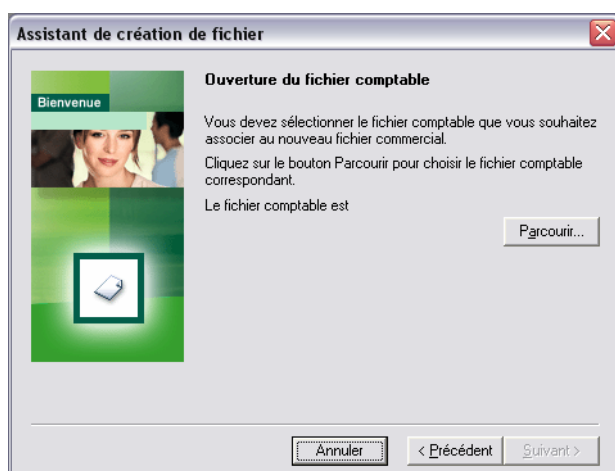 Assistant de création de fichier
Bienvenue
Ouverture du fichier comptable
Vous devez sélectionner le fichier comptable que vous souhaitez
associer au nouveau fichier commercial.
Cliquez sur le bouton Parcourir pour choisir le fichier comptable
correspondant.
Le fichier comptable est
Parcourir...
Annuler
< Précédent
Suivant >